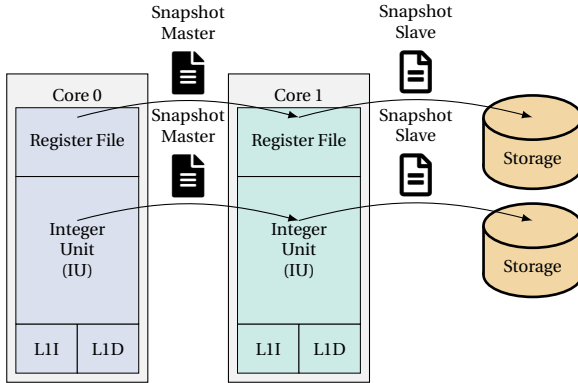 Snapshot
Master
Snapshot
Slave
Core 0
Core 1
Snapshot
Master
Snapshot
Slave
Register File
Register File
Storage
Integer
Unit
(IU)
Integer
Unit
(IU)
Storage
L1I
L1D
L1I
L1D